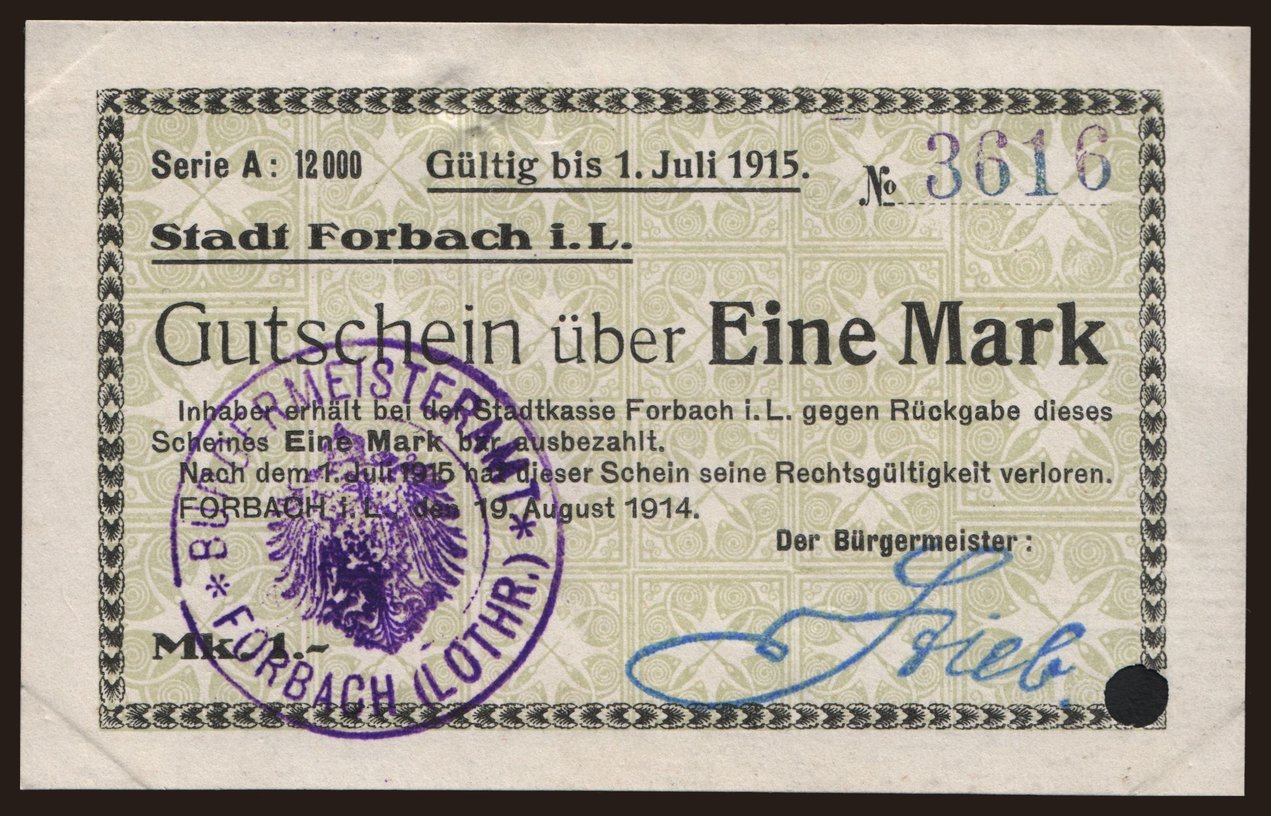 Serie A: 12000 Gültig bis 1. Juli 1915. No 3616
Stadt Forbach i. L.
Gutschein über Eine Mark
Inhaber erhält bei der Stadtkasse Forbach i. L. gegen Rückgabe dieses
Scheines Eine Mark bar ausbezahlt.
Nach dem 1. Juli 1915 hat dieser Schein seine Rechtsgültigkeit verloren.
FORBACH i. L., den 19. August 1914.
Der Bürgermeister:
Mk. 1.-
* BÜRGERMEISTERAMT *
FORBACH (LOTHR.)